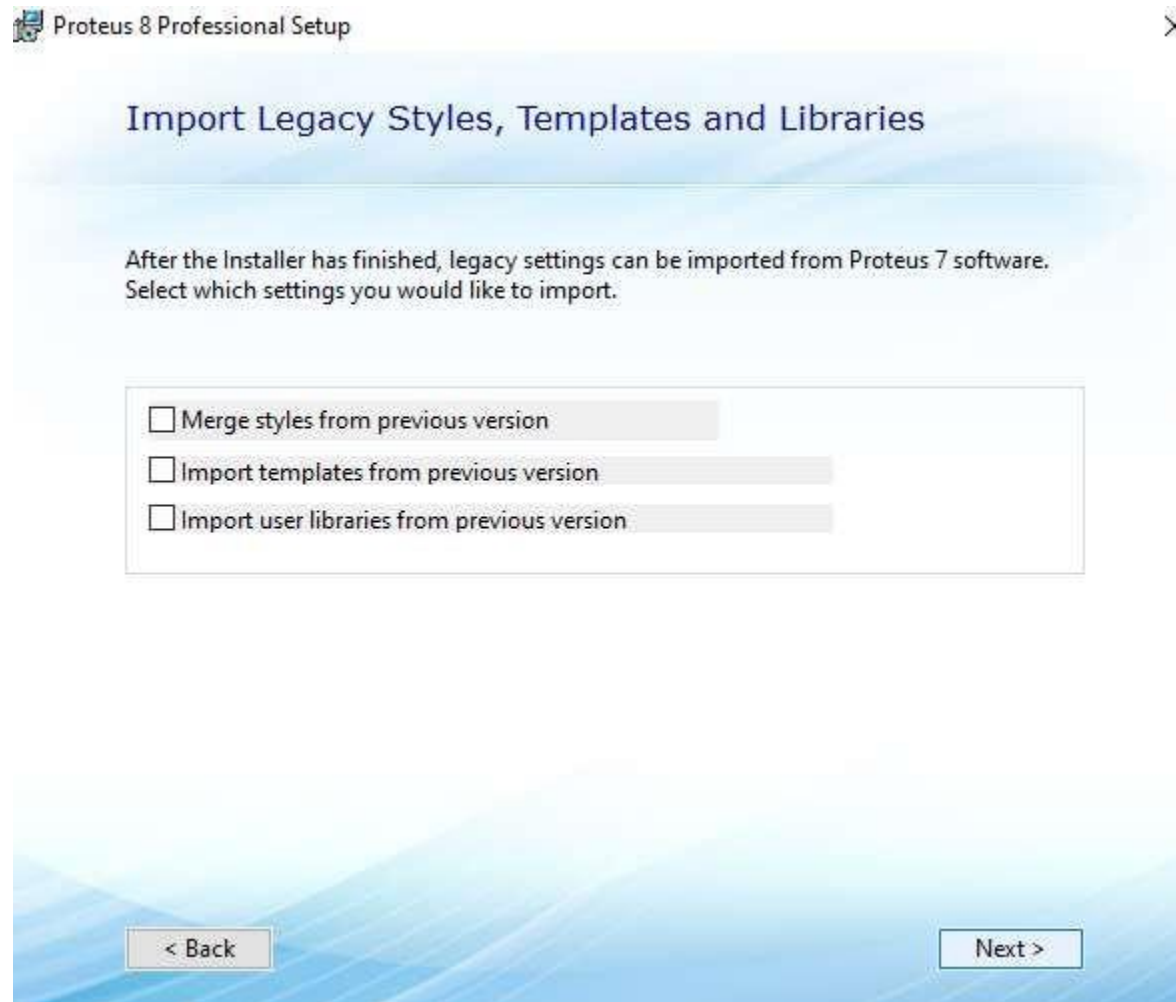 Proteus 8 Professional Setup
Import Legacy Styles, Templates and Libraries
After the Installer has finished, legacy settings can be imported from Proteus 7 software.
Select which settings you would like to import.
Merge styles from previous version
Import templates from previous version
Import user libraries from previous version
< Back
Next >